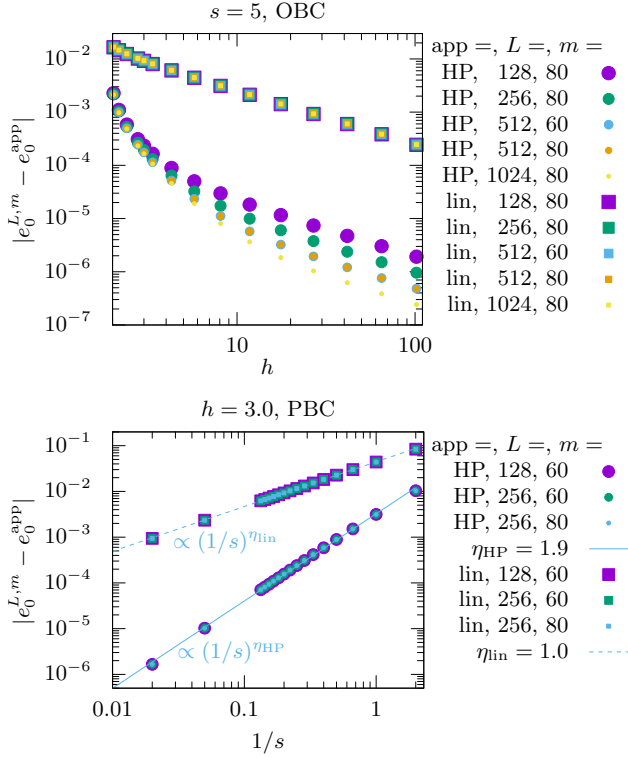 s = 5, OBC
|e₀^{L,m} − e₀^{app}|
10⁻²
10⁻³
10⁻⁴
10⁻⁵
10⁻⁶
10⁻⁷
10
100
h
app =, L =, m =
HP, 128, 80
HP, 256, 80
HP, 512, 60
HP, 512, 80
HP, 1024, 80
lin, 128, 80
lin, 256, 80
lin, 512, 60
lin, 512, 80
lin, 1024, 80
h = 3.0, PBC
|e₀^{L,m} − e₀^{app}|
10⁻¹
10⁻²
10⁻³
10⁻⁴
10⁻⁵
10⁻⁶
∝ (1/s)^{η_lin}
∝ (1/s)^{η_HP}
0.01
0.1
1
1/s
app =, L =, m =
HP, 128, 60
HP, 256, 60
HP, 256, 80
η_HP = 1.9
lin, 128, 60
lin, 256, 60
lin, 256, 80
η_lin = 1.0